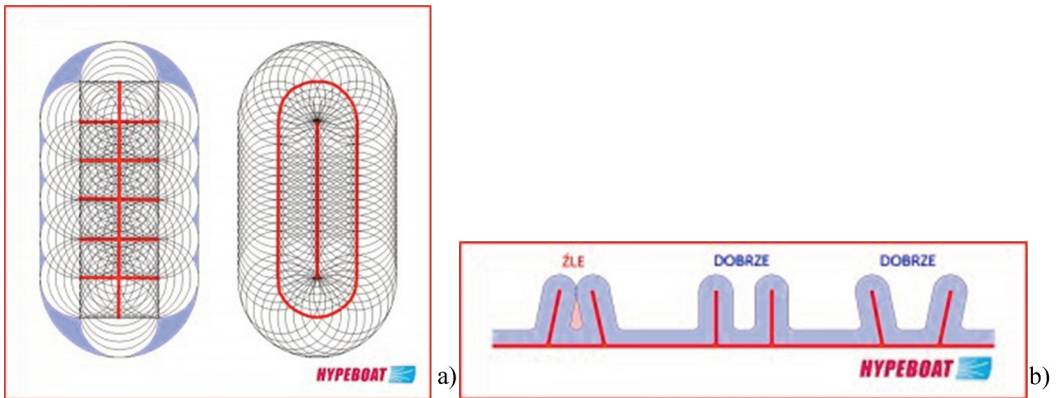 HYPEBOAT
a)
ŹLE DOBRZE DOBRZE
HYPEBOAT
b)